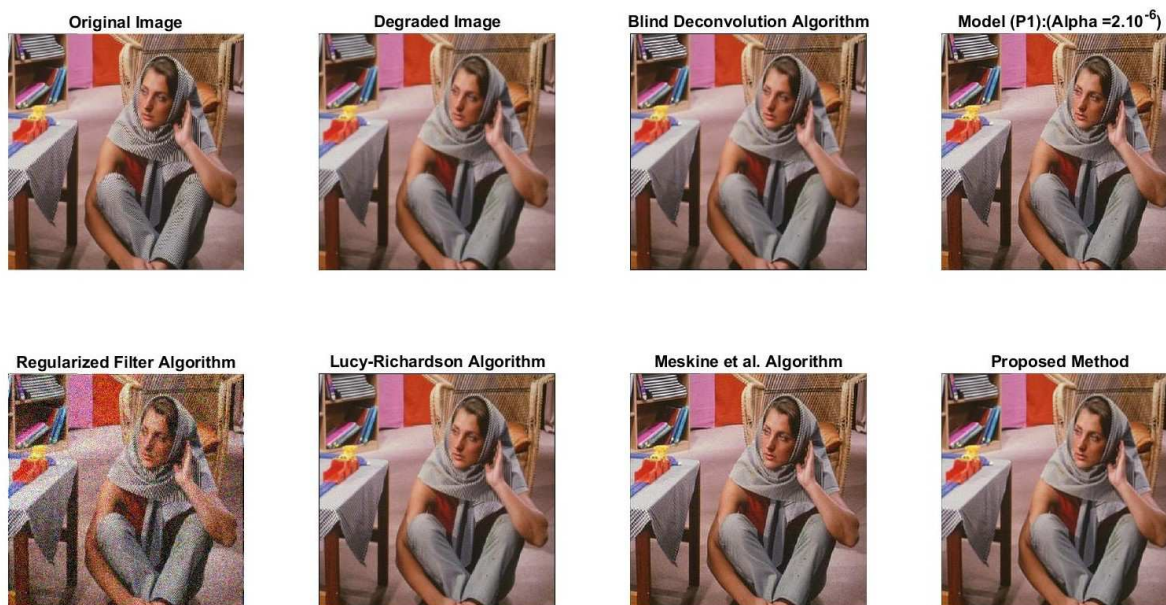 Original Image
Degraded Image
Blind Deconvolution Algorithm
Model (P1):(Alpha =2.10^-6)
Regularized Filter Algorithm
Lucy-Richardson Algorithm
Meskine et al. Algorithm
Proposed Method